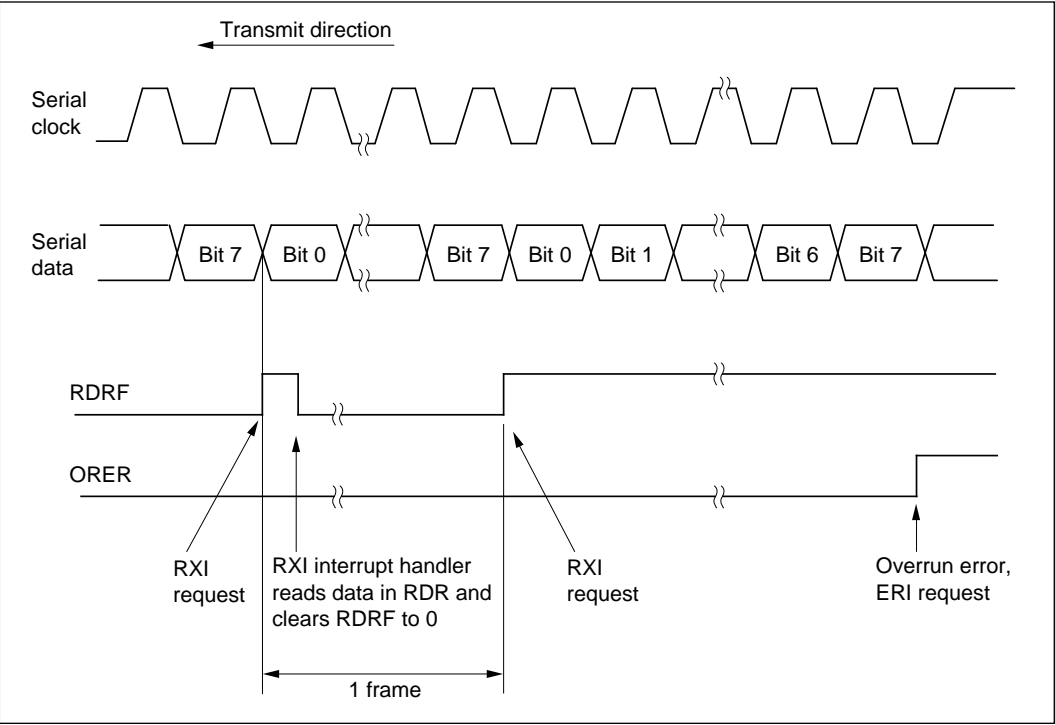 Transmit direction
Serial
clock
Serial
data
Bit 7 Bit 0 Bit 7 Bit 0 Bit 1 Bit 6 Bit 7
RDRF
ORER
RXI
request
RXI interrupt handler
reads data in RDR and
clears RDRF to 0
RXI
request
Overrun error,
ERI request
1 frame